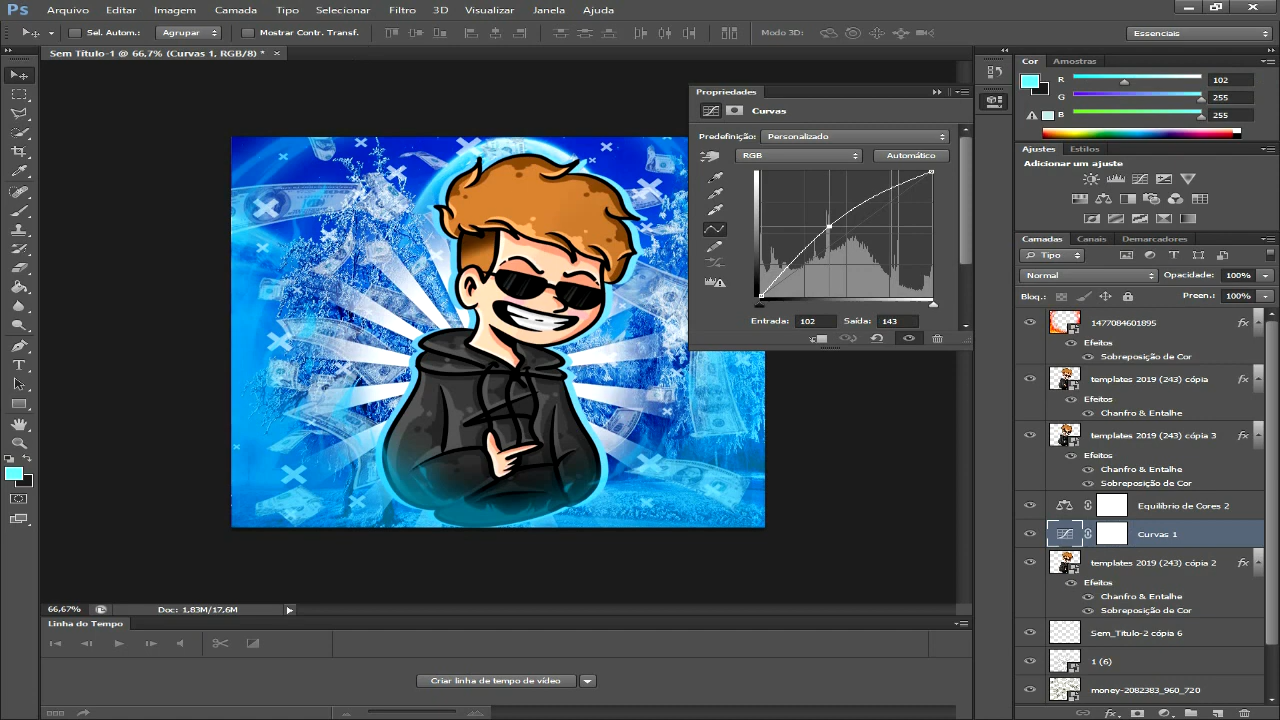 Ps Arquivo Editar Imagem Camada Tipo Selecionar Filtro 3D Visualizar Janela Ajuda
Sel. Autom.: Agrupar Mostrar Contr. Transf. Modo 3D: Essenciais
Sem Título-1 @ 66,7% (Curvas 1, RGB/8) *
Propriedades
Curvas
Predefinição: Personalizado
RGB Automático
Entrada: 102 Saída: 143
Cor Amostras
R 102
G 255
B 255
Ajustes Estilos
Adicionar um ajuste
Camadas Canais Demarcadores
Tipo
Normal Opacidade: 100%
Bloq.: Preen.: 100%
1477084601895 fx
Efeitos
Sobreposição de Cor
templates 2019 (243) cópia fx
Efeitos
Chanfro & Entalhe
templates 2019 (243) cópia 3 fx
Efeitos
Chanfro & Entalhe
Sobreposição de Cor
Equilíbrio de Cores 2
Curvas 1
templates 2019 (243) cópia 2 fx
Efeitos
Chanfro & Entalhe
Sobreposição de Cor
Sem_Titulo-2 cópia 6
1 (6)
money-2082383_960_720
66,67% Doc: 1,83M/17,6M
Linha do Tempo
Criar linha de tempo de vídeo